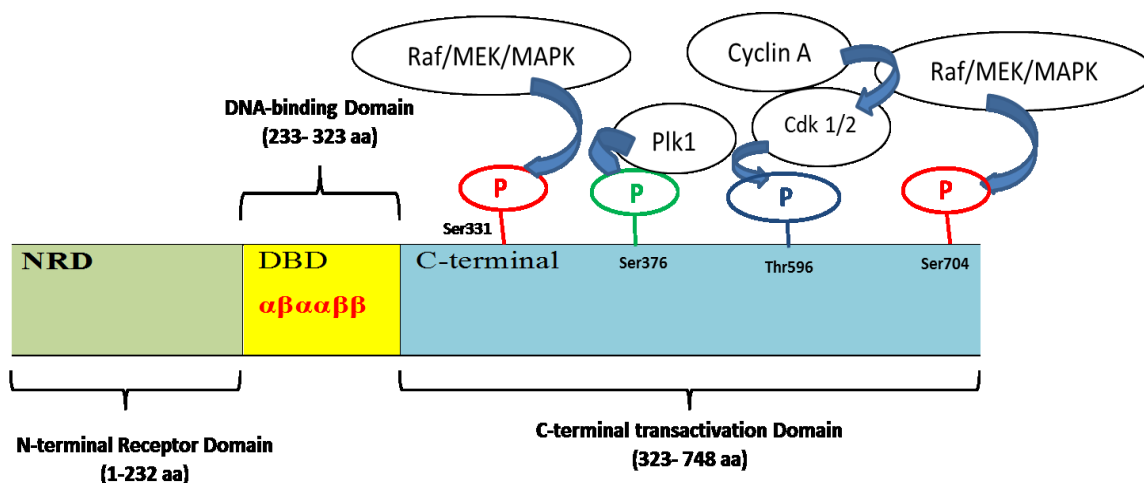 Raf/MEK/MAPK
Cyclin A
Raf/MEK/MAPK
DNA-binding Domain
(233- 323 aa)
Plk1
Cdk 1/2
P
P
P
P
Ser331
NRD
DBD
C-terminal
Ser376
Thr596
Ser704
αβααββ
N-terminal Receptor Domain
(1-232 aa)
C-terminal transactivation Domain
(323- 748 aa)